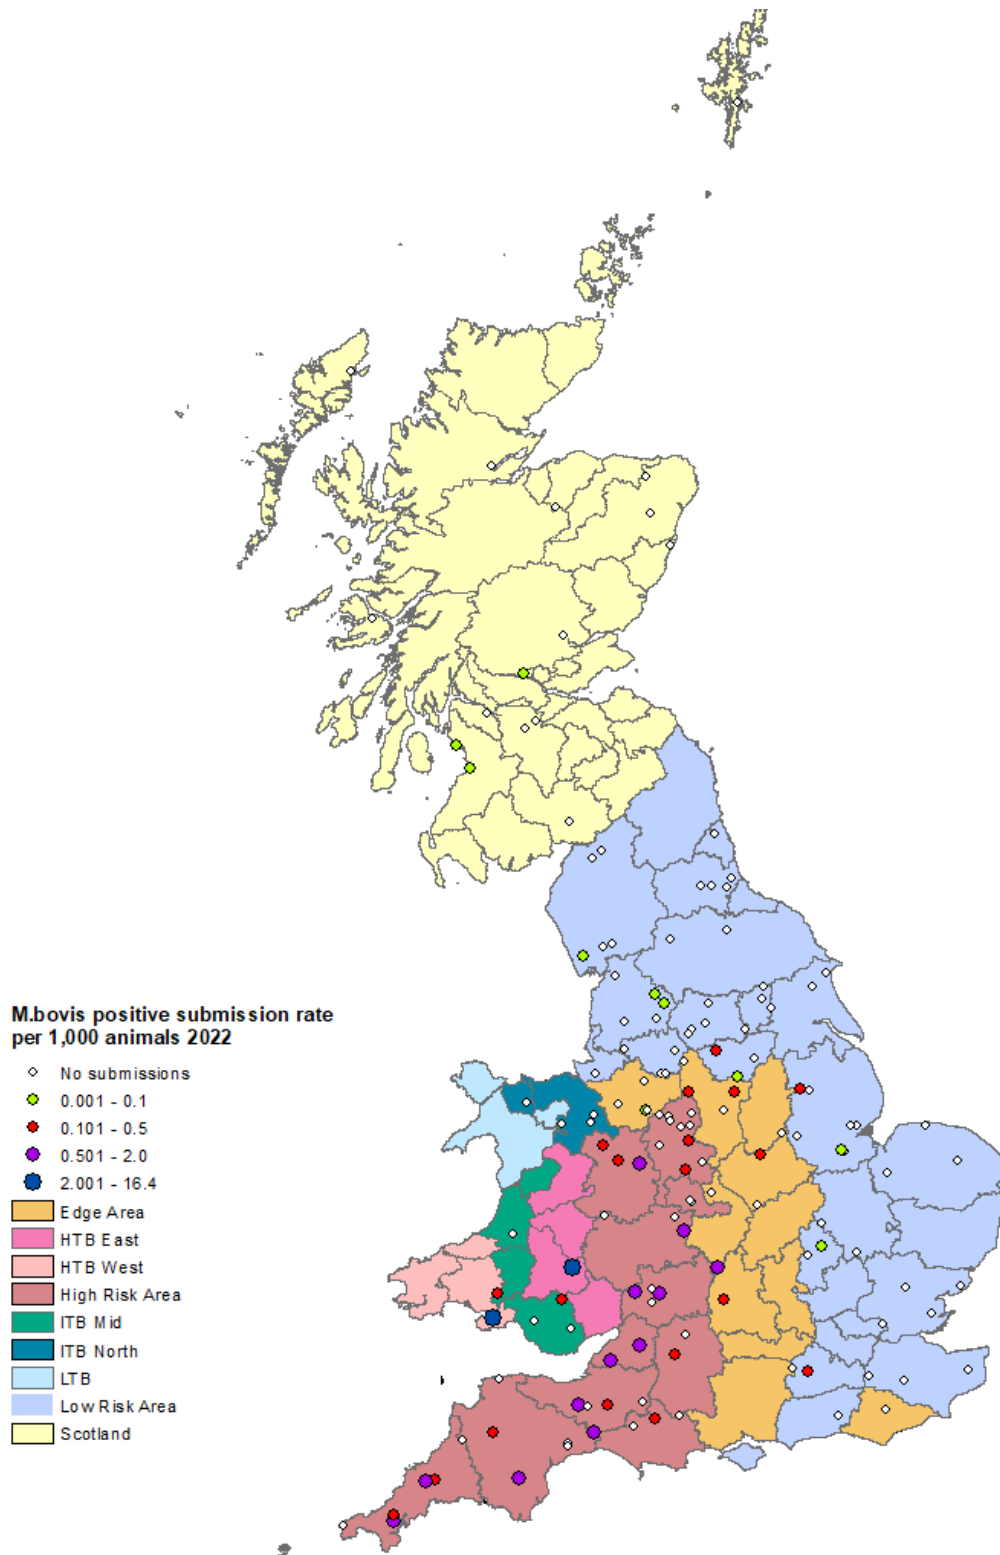 M.bovis positive submission rate
per 1,000 animals 2022
No submissions
0.001 - 0.1
0.101 - 0.5
0.501 - 2.0
2.001 - 16.4
Edge Area
HTB East
HTB West
High Risk Area
ITB Mid
ITB North
LTB
Low Risk Area
Scotland